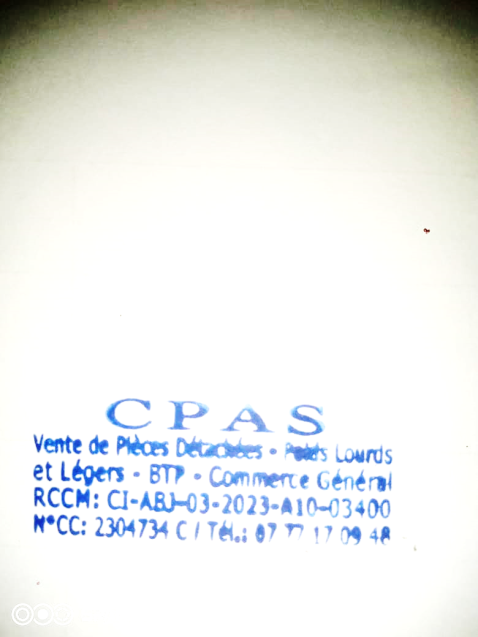 CPAS
Vente de Pièces Détachées - Poids Lourds
et Légers - BTP - Commerce Général
RCCM: CI-ABJ-03-2023-A10-03400
N°CC: 2304734 C / Tél.: 07 77 17 09 48